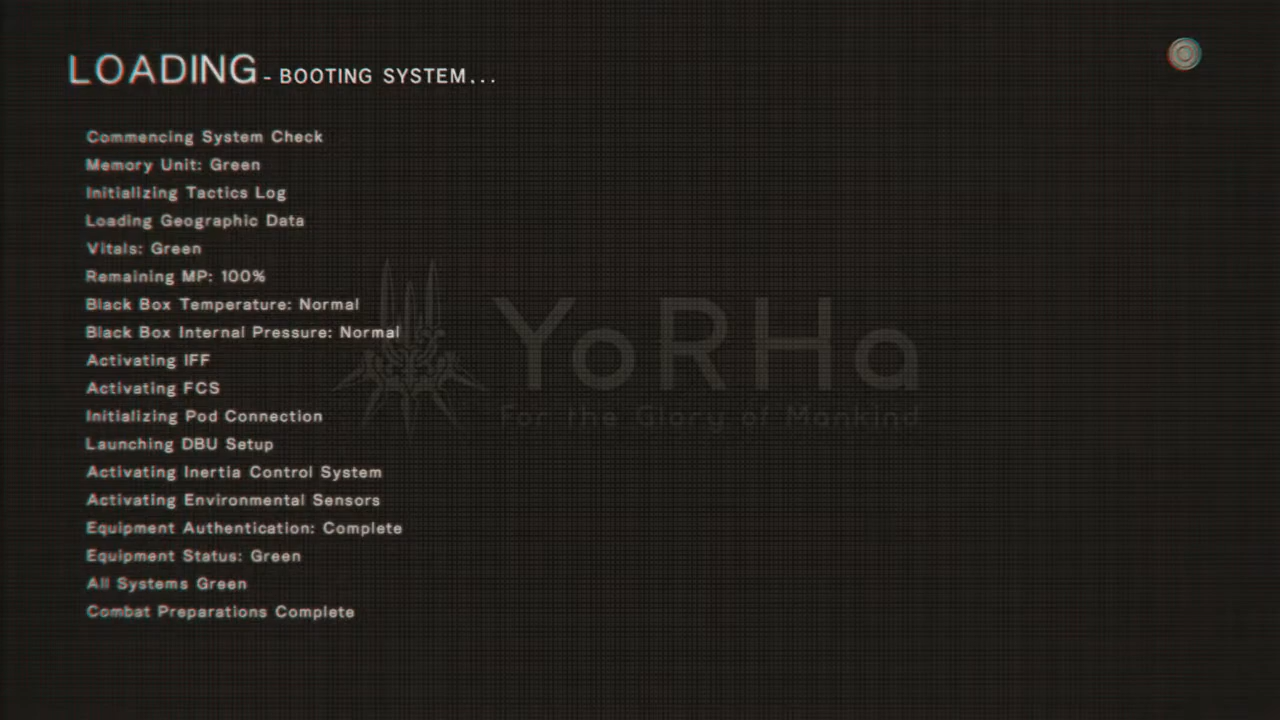 LOADING - BOOTING SYSTEM...
Commencing System Check
Memory Unit: Green
Initializing Tactics Log
Loading Geographic Data
Vitals: Green
Remaining MP: 100%
Black Box Temperature: Normal
Black Box Internal Pressure: Normal
Activating IFF
Activating FCS
Initializing Pod Connection
Launching DBU Setup
Activating Inertia Control System
Activating Environmental Sensors
Equipment Authentication: Complete
Equipment Status: Green
All Systems Green
Combat Preparations Complete
YoRHa
For the Glory of Mankind